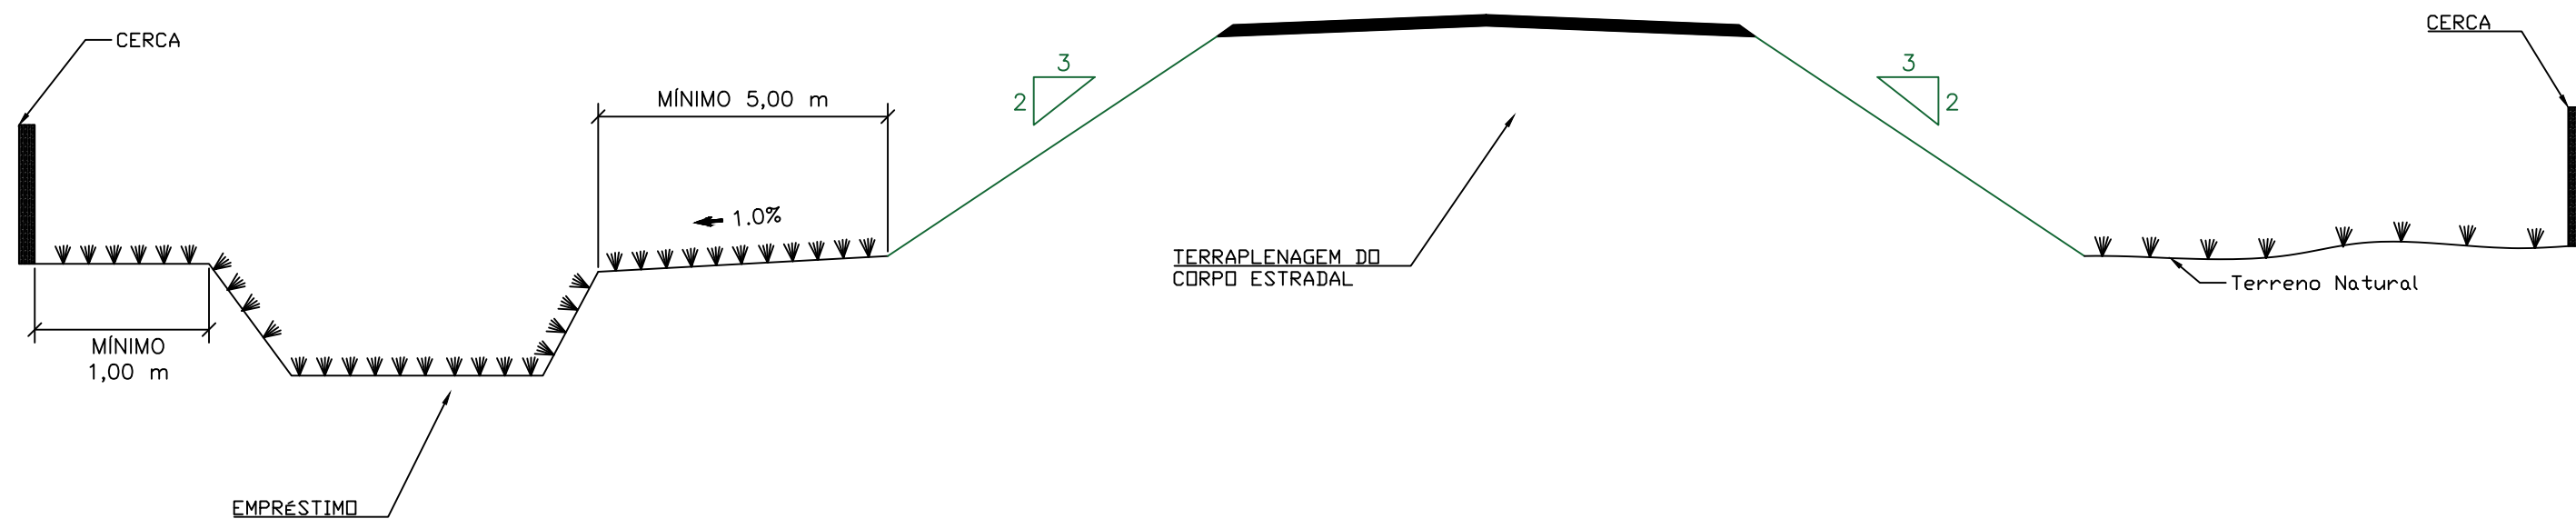 CERCA
CERCA
MÍNIMO 5,00 m
3
2
3
2
1.0%
TERRAPLENAGEM DO
CORPO ESTRADAL
Terreno Natural
MÍNIMO
1,00 m
EMPRÉSTIMO